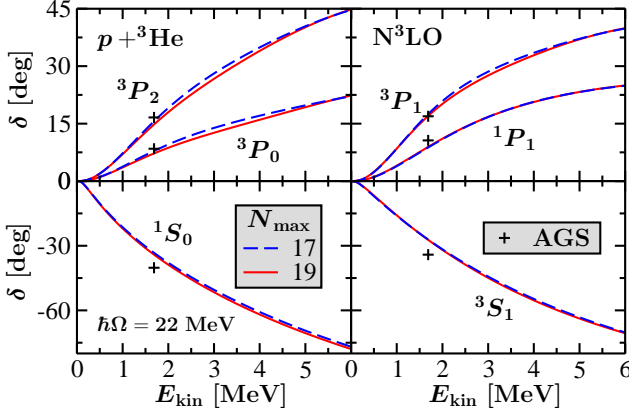 p + ³He
N³LO
³P₂
³P₀
³P₁
¹P₁
δ [deg]
45
30
15
0
¹S₀
N_max
17
19
ħΩ = 22 MeV
AGS
³S₁
δ [deg]
-30
-60
0 1 2 3 4 5 0 1 2 3 4 5 6
E_kin [MeV]
E_kin [MeV]